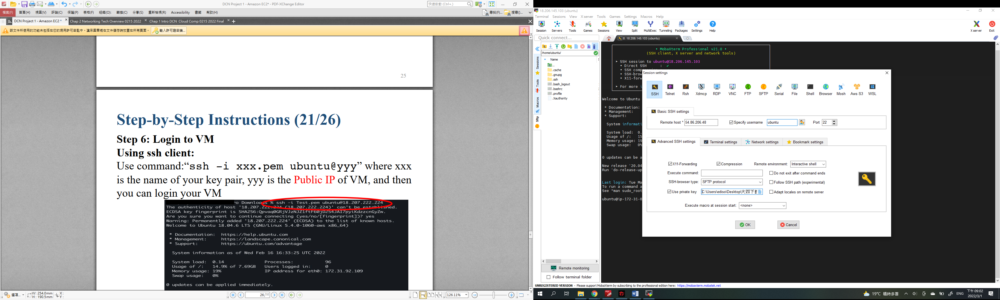 DCN Project 1 - Amazon EC2* - PDF-XChange Editor
快速啟動 (Ctrl+.)
檔案(F) 首頁(H) 視圖(V) 評論(C) 保護(P) 表格(F) 組織(O): 轉換(C) 分享(S) 重新檢視(R) Accessibility 書籤 幫助(H)
尋找(F)... 搜尋()...
DCN Project 1 - Amazon EC2 *
Chap 2 Networking Tech Overview 0215 2022
Chap 1 Intro DCN Cloud Comp 0215 2022 Final
該文件所使用的功能未包括在您的現用許可密匙中，演示圖章將在文件儲存時放置在所有頁面。
輸入許可證密鑰...
25
Step-by-Step Instructions (21/26)
Step 6: Login to VM
Using ssh client:
Use command:“ssh -i xxx.pem ubuntu@yyy” where xxx
is the name of your key pair, yyy is the Public IP of VM, and then
you can login your VM
o Downloads % ssh -i Test.pem ubuntu@18.207.222.224
The authenticity of host '18.207.222.224 (18.207.222.224)' can't be established.
ECDSA key fingerprint is SHA256:Qpvaq0GRjVJzNJZ1ftF60jD254JAI7pyiKdzzcnGyZw.
Are you sure you want to continue connecting (yes/no/[fingerprint])? yes
Warning: Permanently added '18.207.222.224' (ECDSA) to the list of known hosts.
Welcome to Ubuntu 18.04.6 LTS (GNU/Linux 5.4.0-1060-aws x86_64)
* Documentation: https://help.ubuntu.com
* Management: https://landscape.canonical.com
* Support: https://ubuntu.com/advantage
System information as of Wed Feb 16 16:33:25 UTC 2022
System load: 0.14 Processes: 96
Usage of /: 14.9% of 7.69GB Users logged in: 0
Memory usage: 19% IP address for eth0: 172.31.92.109
Swap usage: 0%
0 updates can be applied immediately.
選項...
W: 254.0mm
H: 190.5mm
X:
Y:
26 / 32
126.11%
18.206.145.103 (ubuntu)
Terminal Sessions View X server Tools Games Settings Macros Help
Session Servers Tools Games Sessions View Split MultiExec Tunneling Packages Settings Help
X server Exit
Quick connect...
8. 18.206.145.103 (ubuntu)
Sessions
Tools
Macros
Sftp
/home/ubuntu/
Name
..
.cache
.gnupg
.ssh
.bash_logout
.bashrc
.profile
.Xauthority
Remote monitoring
Follow terminal folder
• MobaXterm Professional v21.0 •
(SSH client, X server and network tools)
➤ SSH session to ubuntu@18.206.145.103
• Direct SSH : ✔
• SSH comp
• SSH-brow
• X11-forw
➤ For more i
Welcome to Ubuntu
* Documentation:
* Management:
* Support:
System informati
System load: 0.
Usage of /: 15
Memory usage: 19
Swap usage: 0%
0 updates can be a
New release '20.04
Run 'do-release-up
Last login: Tue Ma
To run a command a
See "man sudo_root
ubuntu@ip-172-31-8
Session settings
SSH Telnet Rsh Xdmcp RDP VNC FTP SFTP Serial File Shell Browser Mosh Aws S3 WSL
Basic SSH settings
Remote host * 54.86.206.48 Specify username ubuntu Port 22
Advanced SSH settings Terminal settings Network settings Bookmark settings
X11-Forwarding Compression Remote environment: Interactive shell
Execute command: Do not exit after command ends
SSH-browser type: SFTP protocol Follow SSH path (experimental)
Use private key C:\Users\ediso\Desktop\大四下 Adapt locales on remote server
Execute macro at session start: <none>
OK Cancel
UNREGISTERED VERSION - Please support MobaXterm by subscribing to the professional edition here: https://mobaxterm.mobatek.net
19°C 晴時多雲
ENG
下午 09:02
2022/3/1